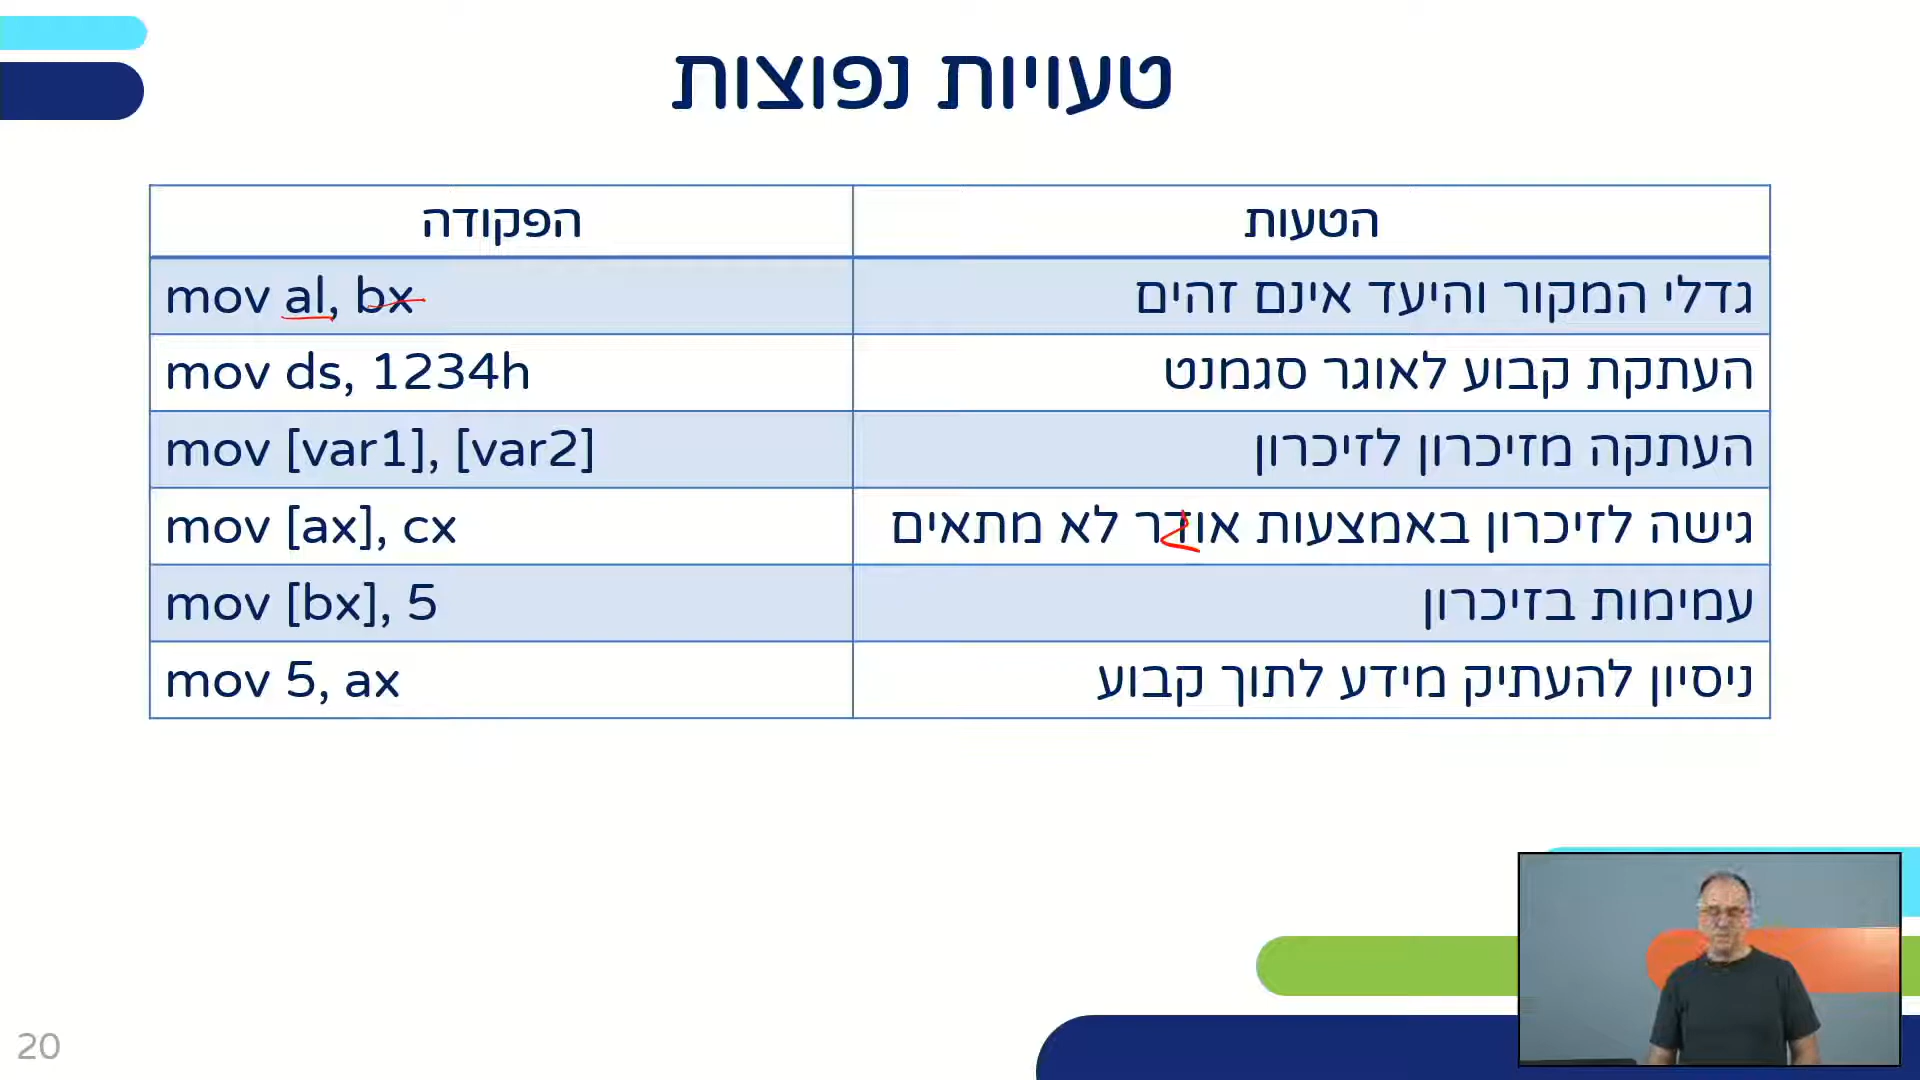 טעויות נפוצות
הטעות הפקודה
גדלי המקור והיעד אינם זהים mov al, bx
העתקת קבוע לאוגר סגמנט mov ds, 1234h
העתקה מזיכרון לזיכרון mov [var1], [var2]
גישה לזיכרון באמצעות אודר לא מתאים mov [ax], cx
עמימות בזיכרון mov [bx], 5
ניסיון להעתיק מידע לתוך קבוע mov 5, ax
20